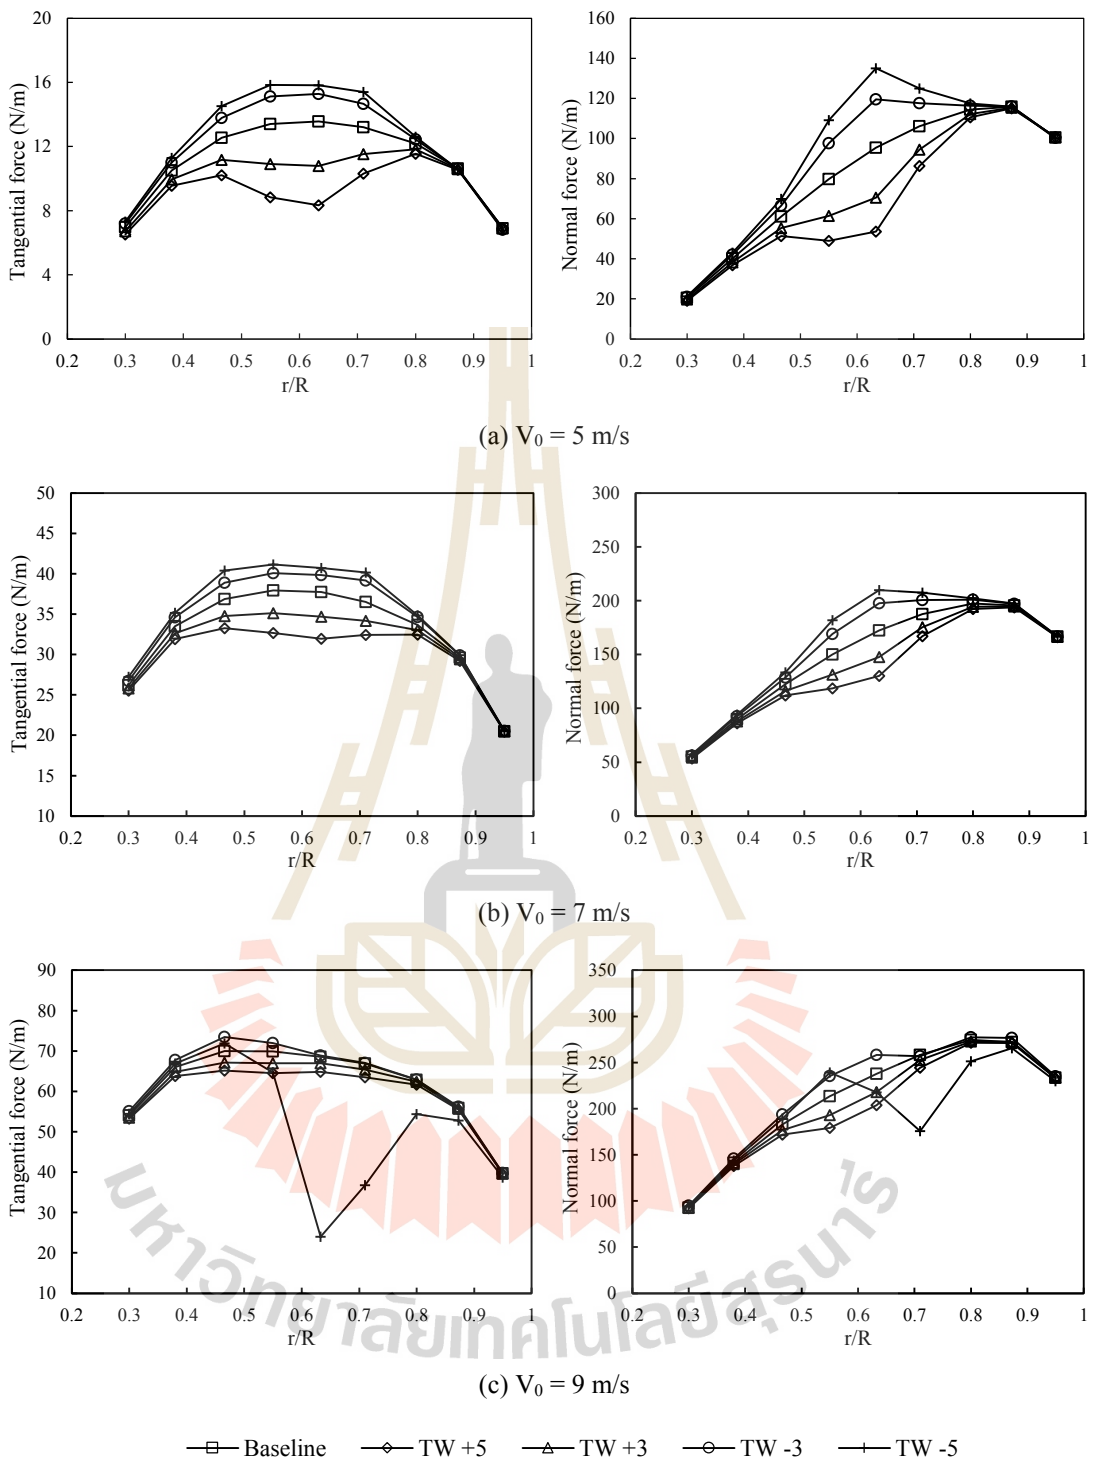 20
16
12
8
4
0
Tangential force (N/m)
0.2 0.3 0.4 0.5 0.6 0.7 0.8 0.9 1
r/R
160
140
120
100
80
60
40
20
0
Normal force (N/m)
0.2 0.3 0.4 0.5 0.6 0.7 0.8 0.9 1
r/R
(a) V₀ = 5 m/s
50
45
40
35
30
25
20
15
10
Tangential force (N/m)
0.2 0.3 0.4 0.5 0.6 0.7 0.8 0.9 1
r/R
300
250
200
150
100
50
0
Normal force (N/m)
0.2 0.3 0.4 0.5 0.6 0.7 0.8 0.9 1
r/R
(b) V₀ = 7 m/s
90
80
70
60
50
40
30
20
10
Tangential force (N/m)
0.2 0.3 0.4 0.5 0.6 0.7 0.8 0.9 1
r/R
350
300
250
200
150
100
50
0
Normal force (N/m)
0.2 0.3 0.4 0.5 0.6 0.7 0.8 0.9 1
r/R
มหาวิทยาลัยเทคโนโลยีสุรนารี
(c) V₀ = 9 m/s
Baseline TW +5 TW +3 TW -3 TW -5